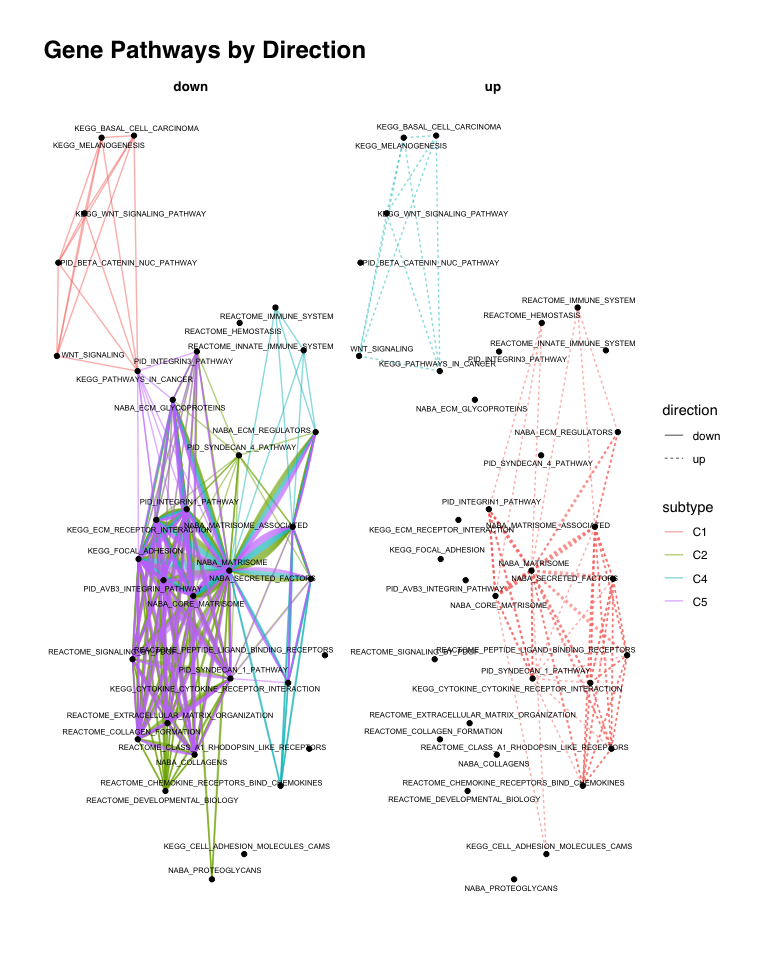 Gene Pathways by Direction
down
KEGG_BASAL_CELL_CARCINOMA
KEGG_MELANOGENESIS
KEGG_WNT_SIGNALING_PATHWAY
PID_BETA_CATENIN_NUC_PATHWAY
REACTOME_IMMUNE_SYSTEM
REACTOME_HEMOSTASIS
REACTOME_INNATE_IMMUNE_SYSTEM
WNT_SIGNALING
PID_INTEGRIN3_PATHWAY
KEGG_PATHWAYS_IN_CANCER
NABA_ECM_GLYCOPROTEINS
NABA_ECM_REGULATORS
PID_SYNDECAN_4_PATHWAY
PID_INTEGRIN1_PATHWAY
NABA_MATRISOME_ASSOCIATED
KEGG_ECM_RECEPTOR_INTERACTION
KEGG_FOCAL_ADHESION
NABA_MATRISOME
NABA_SECRETED_FACTORS
PID_AVB3_INTEGRIN_PATHWAY
NABA_CORE_MATRISOME
REACTOME_PEPTIDE_LIGAND_BINDING_RECEPTORS
PID_SYNDECAN_1_PATHWAY
KEGG_CYTOKINE_CYTOKINE_RECEPTOR_INTERACTION
REACTOME_EXTRACELLULAR_MATRIX_ORGANIZATION
REACTOME_COLLAGEN_FORMATION
REACTOME_CLASS_A1_RHODOPSIN_LIKE_RECEPTORS
NABA_COLLAGENS
REACTOME_CHEMOKINE_RECEPTORS_BIND_CHEMOKINES
REACTOME_DEVELOPMENTAL_BIOLOGY
KEGG_CELL_ADHESION_MOLECULES_CAMS
NABA_PROTEOGLYCANS
up
KEGG_BASAL_CELL_CARCINOMA
KEGG_MELANOGENESIS
KEGG_WNT_SIGNALING_PATHWAY
PID_BETA_CATENIN_NUC_PATHWAY
REACTOME_IMMUNE_SYSTEM
REACTOME_HEMOSTASIS
REACTOME_INNATE_IMMUNE_SYSTEM
WNT_SIGNALING
PID_INTEGRIN3_PATHWAY
KEGG_PATHWAYS_IN_CANCER
NABA_ECM_GLYCOPROTEINS
NABA_ECM_REGULATORS
PID_SYNDECAN_4_PATHWAY
PID_INTEGRIN1_PATHWAY
NABA_MATRISOME_ASSOCIATED
KEGG_ECM_RECEPTOR_INTERACTION
KEGG_FOCAL_ADHESION
NABA_MATRISOME
NABA_SECRETED_FACTORS
PID_AVB3_INTEGRIN_PATHWAY
NABA_CORE_MATRISOME
REACTOME_PEPTIDE_LIGAND_BINDING_RECEPTORS
PID_SYNDECAN_1_PATHWAY
KEGG_CYTOKINE_CYTOKINE_RECEPTOR_INTERACTION
REACTOME_EXTRACELLULAR_MATRIX_ORGANIZATION
REACTOME_COLLAGEN_FORMATION
REACTOME_CLASS_A1_RHODOPSIN_LIKE_RECEPTORS
NABA_COLLAGENS
REACTOME_CHEMOKINE_RECEPTORS_BIND_CHEMOKINES
REACTOME_DEVELOPMENTAL_BIOLOGY
KEGG_CELL_ADHESION_MOLECULES_CAMS
NABA_PROTEOGLYCANS
direction
down
up
subtype
C1
C2
C4
C5